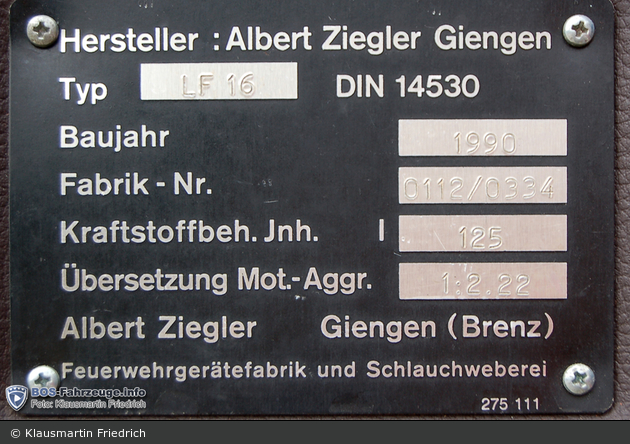 Hersteller : Albert Ziegler Giengen
Typ LF 16 DIN 14530
Baujahr 1990
Fabrik - Nr. 0112/0334
Kraftstoffbeh. Jnh. l 125
Übersetzung Mot.-Aggr. 1:2.22
Albert Ziegler Giengen (Brenz)
Feuerwehrgerätefabrik und Schlauchweberei
275 111
BOS-Fahrzeuge.Info
Foto: Klausmartin Friedrich
© Klausmartin Friedrich